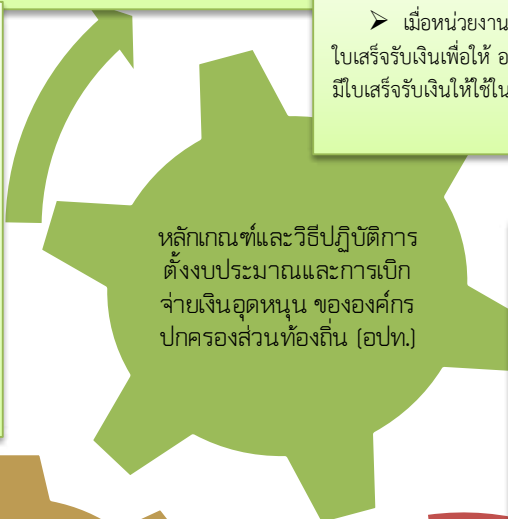 ➢ เมื่อหน่วยงาน
ใบเสร็จรับเงินเพื่อให้ อ
มีใบเสร็จรับเงินให้ใช้ใน
หลักเกณฑ์และวิธีปฏิบัติการ
ตั้งงบประมาณและการเบิก
จ่ายเงินอุดหนุน ขององค์กร
ปกครองส่วนท้องถิ่น (อปท.)